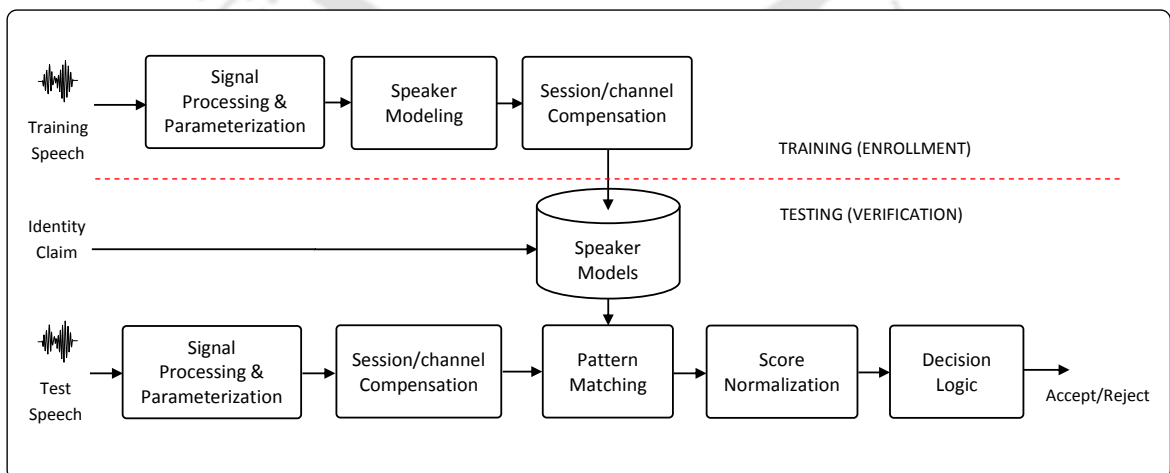 Training
Speech
Signal
Processing &
Parameterization
Speaker
Modeling
Session/channel
Compensation
TRAINING (ENROLLMENT)
TESTING (VERIFICATION)
Identity
Claim
Speaker
Models
Test
Speech
Signal
Processing &
Parameterization
Session/channel
Compensation
Pattern
Matching
Score
Normalization
Decision
Logic
Accept/Reject